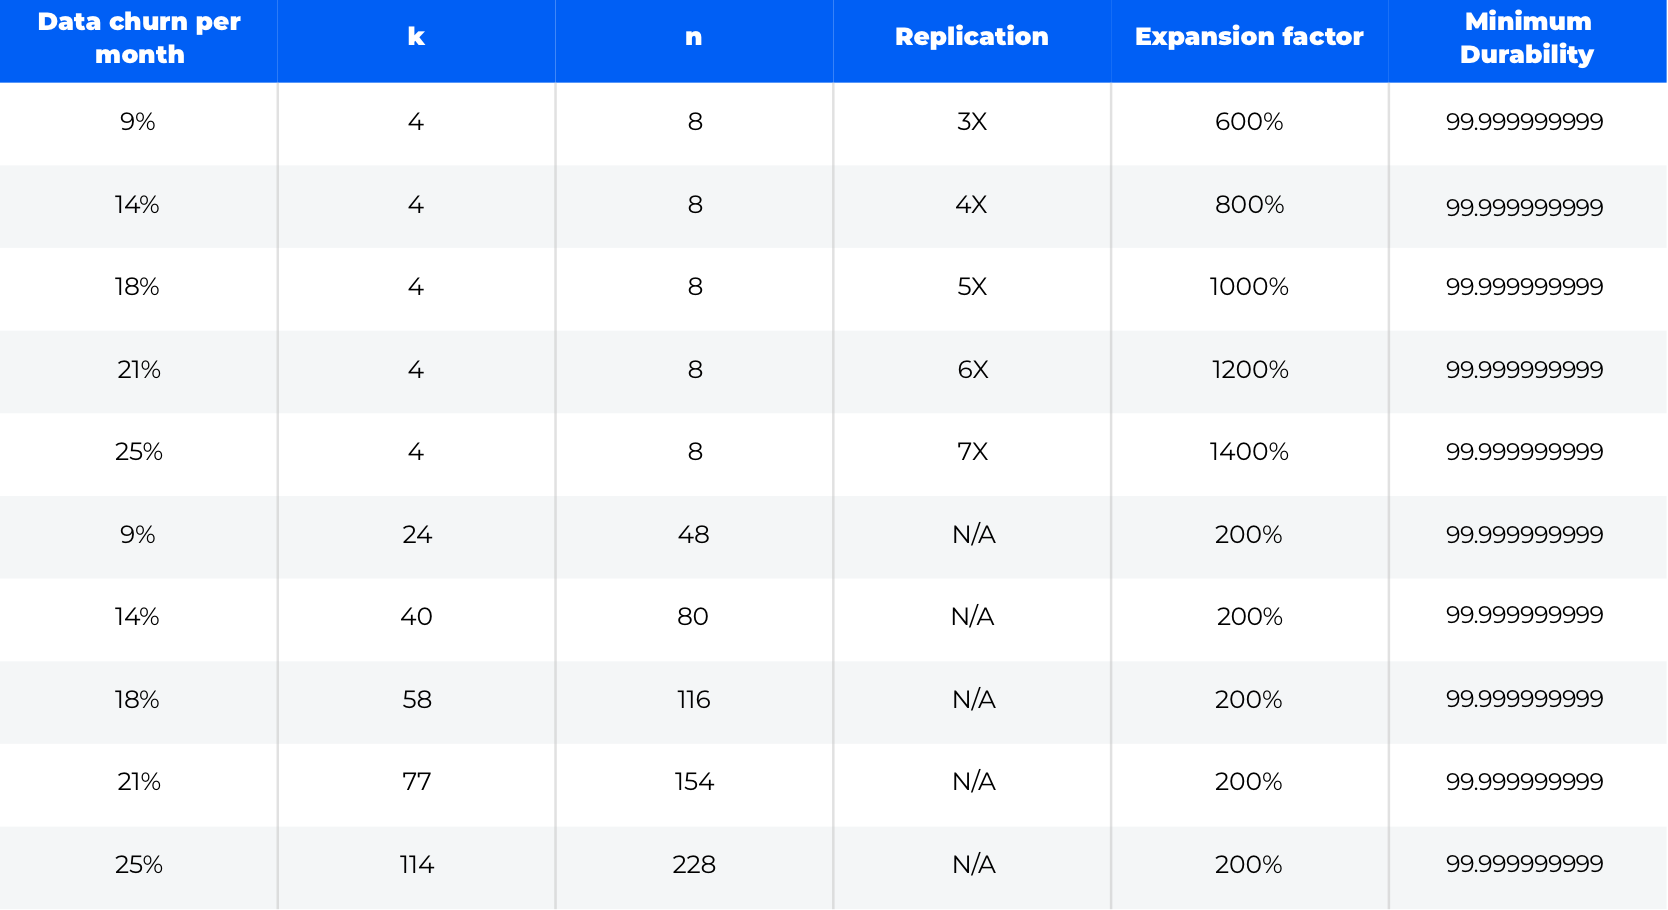 Data churn per month k n Replication Expansion factor Minimum Durability
9% 4 8 3X 600% 99.999999999
14% 4 8 4X 800% 99.999999999
18% 4 8 5X 1000% 99.999999999
21% 4 8 6X 1200% 99.999999999
25% 4 8 7X 1400% 99.999999999
9% 24 48 N/A 200% 99.999999999
14% 40 80 N/A 200% 99.999999999
18% 58 116 N/A 200% 99.999999999
21% 77 154 N/A 200% 99.999999999
25% 114 228 N/A 200% 99.999999999